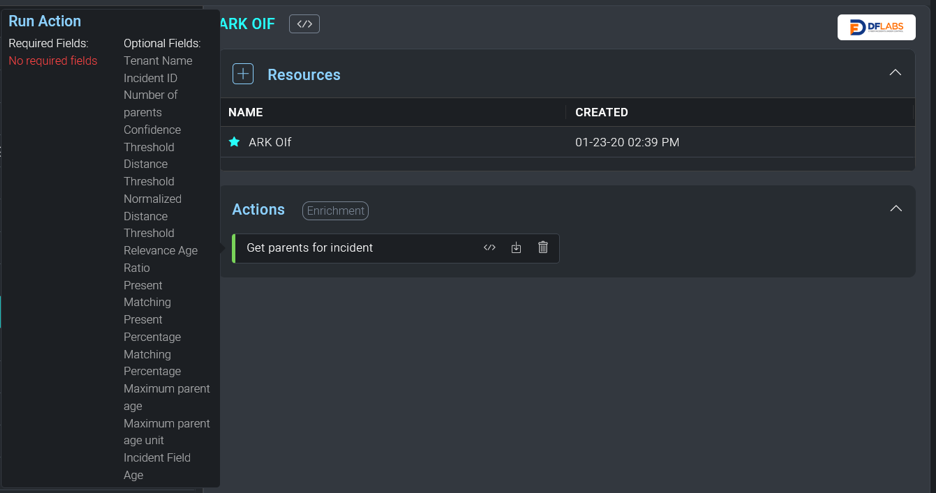 Run Action
Required Fields:
No required fields
Optional Fields:
Tenant Name
Incident ID
Number of
parents
Confidence
Threshold
Distance
Threshold
Normalized
Distance
Threshold
Relevance Age
Ratio
Present
Matching
Present
Percentage
Matching
Percentage
Maximum parent
age
Maximum parent
age unit
Incident Field
Age
ARK OIF
</>
DFLABS
Resources
NAME CREATED
ARK OIf 01-23-20 02:39 PM
Actions Enrichment
Get parents for incident </>